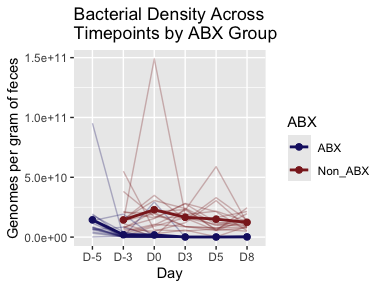 Bacterial Density Across
Timepoints by ABX Group
Genomes per gram of feces
1.5e+11
1.0e+11
5.0e+10
0.0e+00
D-5 D-3 D0 D3 D5 D8
Day
ABX
ABX
Non_ABX